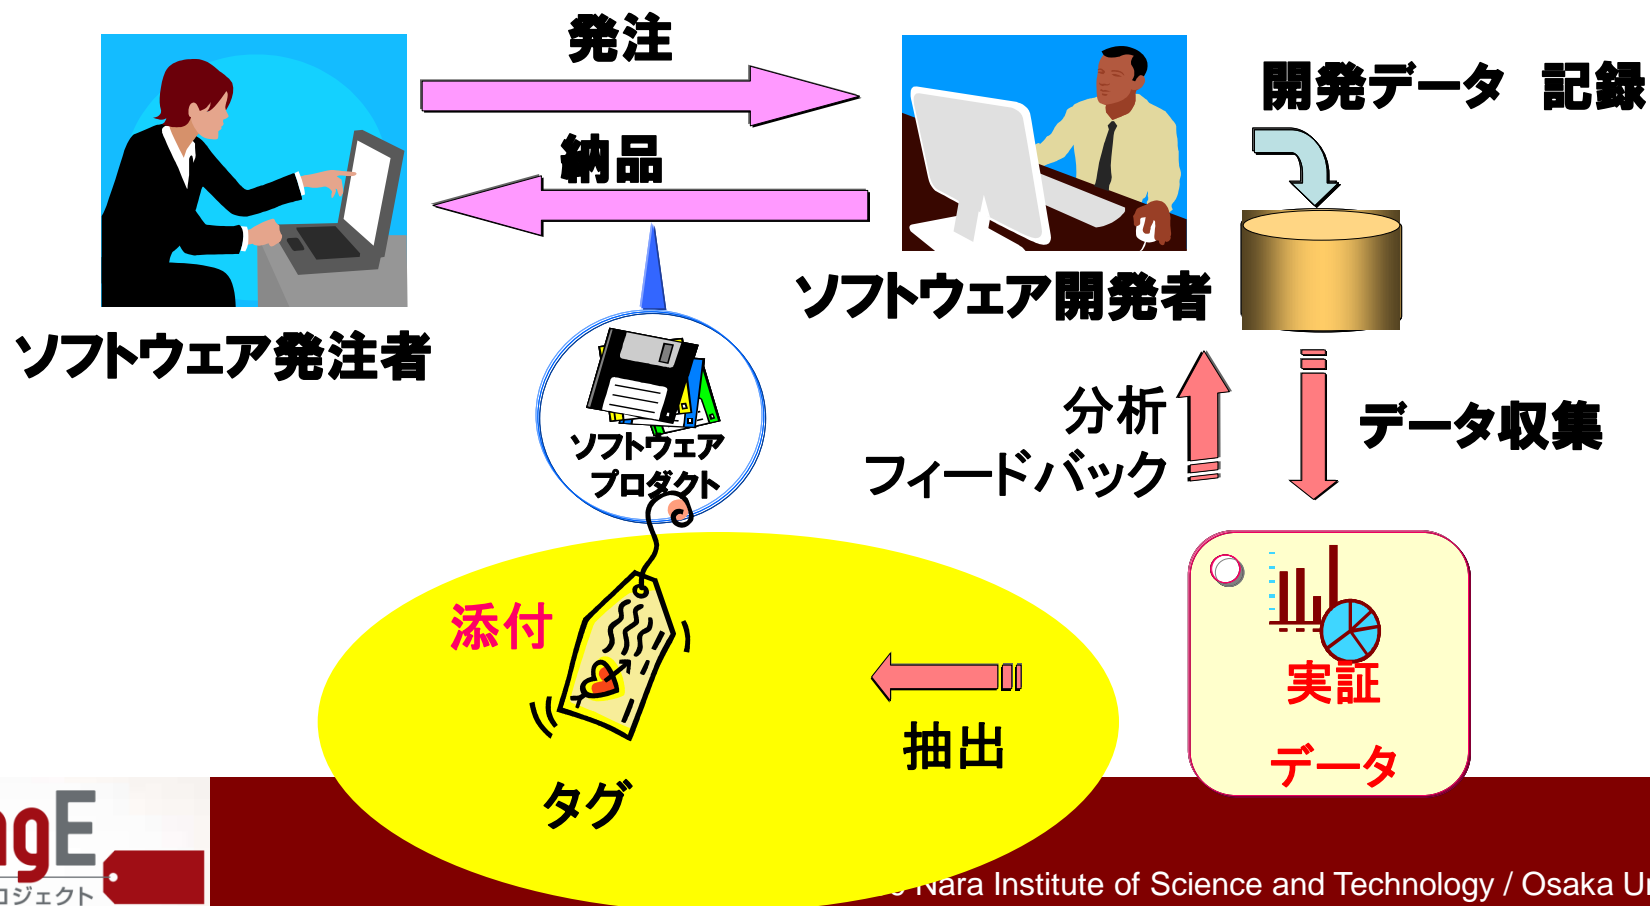 発注
開発データ 記録
納品
ソフトウェア開発者
ソフトウェア発注者
分析
フィードバック
データ収集
ソフトウェア
プロダクト
添付
実証
データ
抽出
タグ
Nara Institute of Science and Technology / Osaka